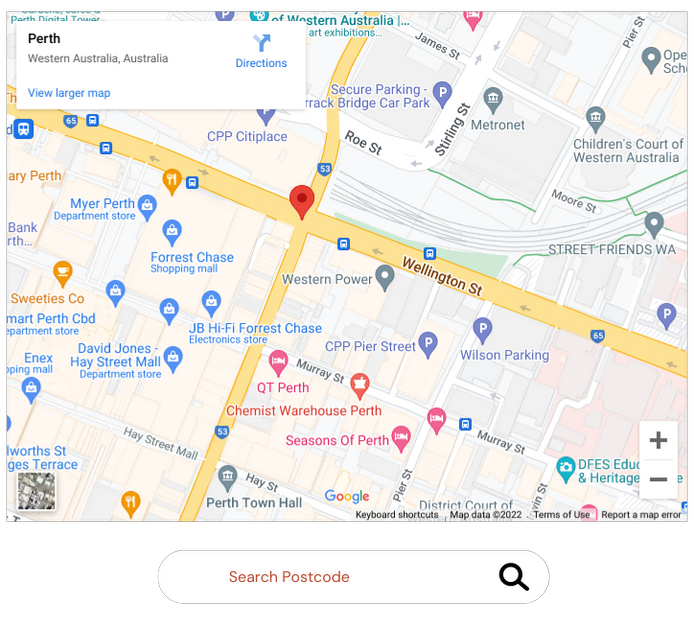 Perth Digital Tower
of Western Australia |...
art exhibitions...
James St
Pier St
Perth
Western Australia, Australia
Directions
View larger map
Secure Parking -
rrack Bridge Car Park
Stirling St
Metronet
Children's Court of
Western Australia
65
CPP Citiplace
Roe St
53
Moore St
STREET FRIENDS WA
ary Perth
Myer Perth
Department store
Bank
rth...
Forrest Chase
Shopping mall
Sweeties Co
Western Power
Wellington St
mart Perth Cbd
epartment store
JB Hi-Fi Forrest Chase
Electronics store
65
Enex
pping mall
David Jones -
Hay Street Mall
Department store
CPP Pier Street
Wilson Parking
Murray St
QT Perth
Chemist Warehouse Perth
53
Hay Street Mall
Seasons Of Perth
Murray St
lworths St
ges Terrace
Hay St
Pier St
Perth Town Hall
DFES Educ
& Heritage
District Court of
win St
Google
Keyboard shortcuts
Map data ©2022
Terms of Use
Report a map error
Search Postcode